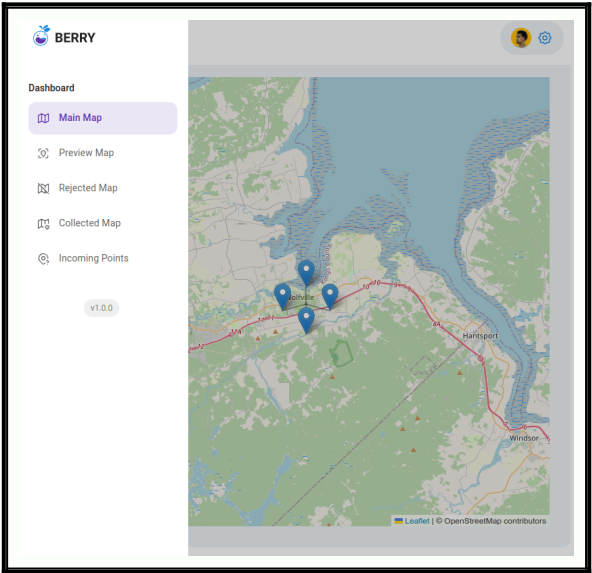 BERRY
Dashboard
Main Map
Preview Map
Rejected Map
Collected Map
Incoming Points
v1.0.0
Wolfville
Hantsport
Windsor
Leaflet | © OpenStreetMap contributors